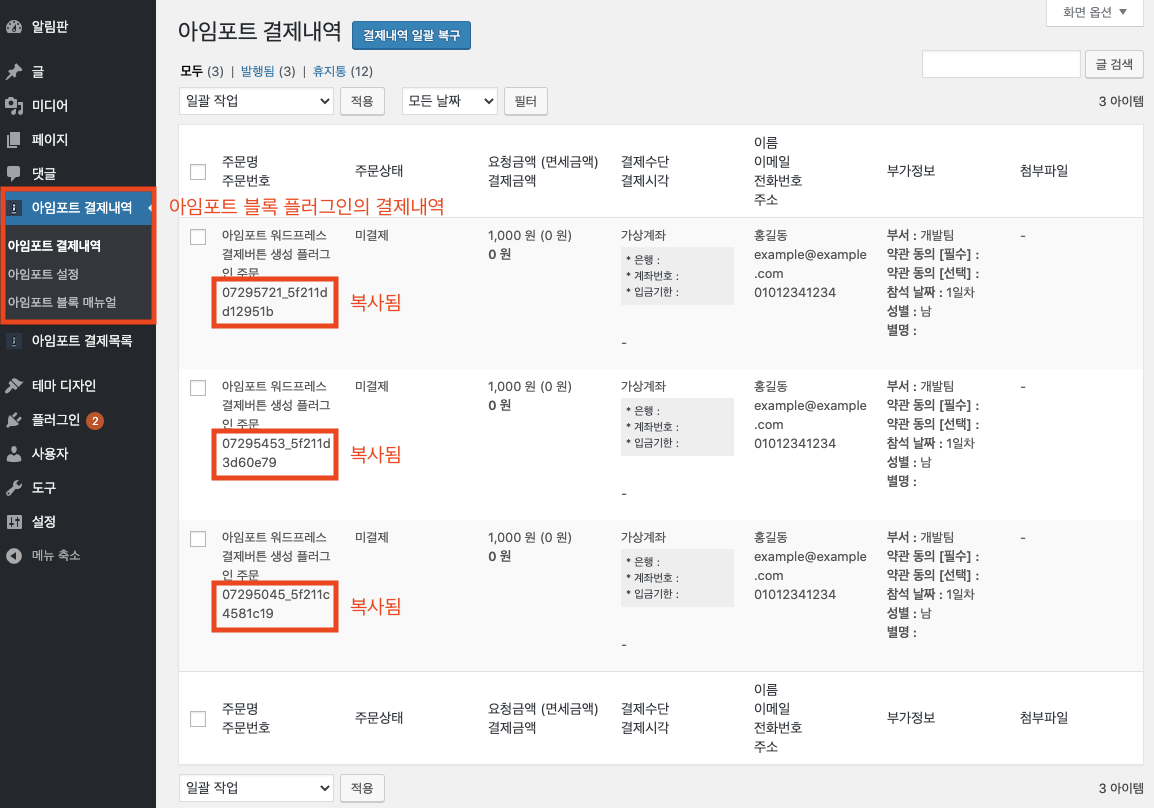 알림판
글
미디어
페이지
댓글
아임포트 결제내역
아임포트 결제내역
아임포트 설정
아임포트 블록 매뉴얼
아임포트 결제목록
테마 디자인
플러그인 2
사용자
도구
설정
메뉴 축소
화면 옵션 ▼
아임포트 결제내역 결제내역 일괄 복구
모두 (3) | 발행됨 (3) | 휴지통 (12)
글 검색
일괄 작업 적용 모든 날짜 필터
3 아이템
주문명
주문번호
주문상태
요청금액 (면세금액)
결제금액
결제수단
결제시각
이름
이메일
전화번호
주소
부가정보
첨부파일
아임포트 블록 플러그인의 결제내역
아임포트 워드프레스
결제버튼 생성 플러그
인 주문
07295721_5f211d
d12951b
복사됨
미결제
1,000 원 (0 원)
0 원
가상계좌
* 은행 :
* 계좌번호 :
* 입금기한 :
-
홍길동
example@example
.com
01012341234
부서 : 개발팀
약관 동의 [필수] :
약관 동의 [선택] :
참석 날짜 : 1일차
성별 : 남
별명 :
-
아임포트 워드프레스
결제버튼 생성 플러그
인 주문
07295453_5f211d
3d60e79
복사됨
미결제
1,000 원 (0 원)
0 원
가상계좌
* 은행 :
* 계좌번호 :
* 입금기한 :
-
홍길동
example@example
.com
01012341234
부서 : 개발팀
약관 동의 [필수] :
약관 동의 [선택] :
참석 날짜 : 1일차
성별 : 남
별명 :
-
아임포트 워드프레스
결제버튼 생성 플러그
인 주문
07295045_5f211c
4581c19
복사됨
미결제
1,000 원 (0 원)
0 원
가상계좌
* 은행 :
* 계좌번호 :
* 입금기한 :
-
홍길동
example@example
.com
01012341234
부서 : 개발팀
약관 동의 [필수] :
약관 동의 [선택] :
참석 날짜 : 1일차
성별 : 남
별명 :
-
주문명
주문번호
주문상태
요청금액 (면세금액)
결제금액
결제수단
결제시각
이름
이메일
전화번호
주소
부가정보
첨부파일
일괄 작업 적용
3 아이템